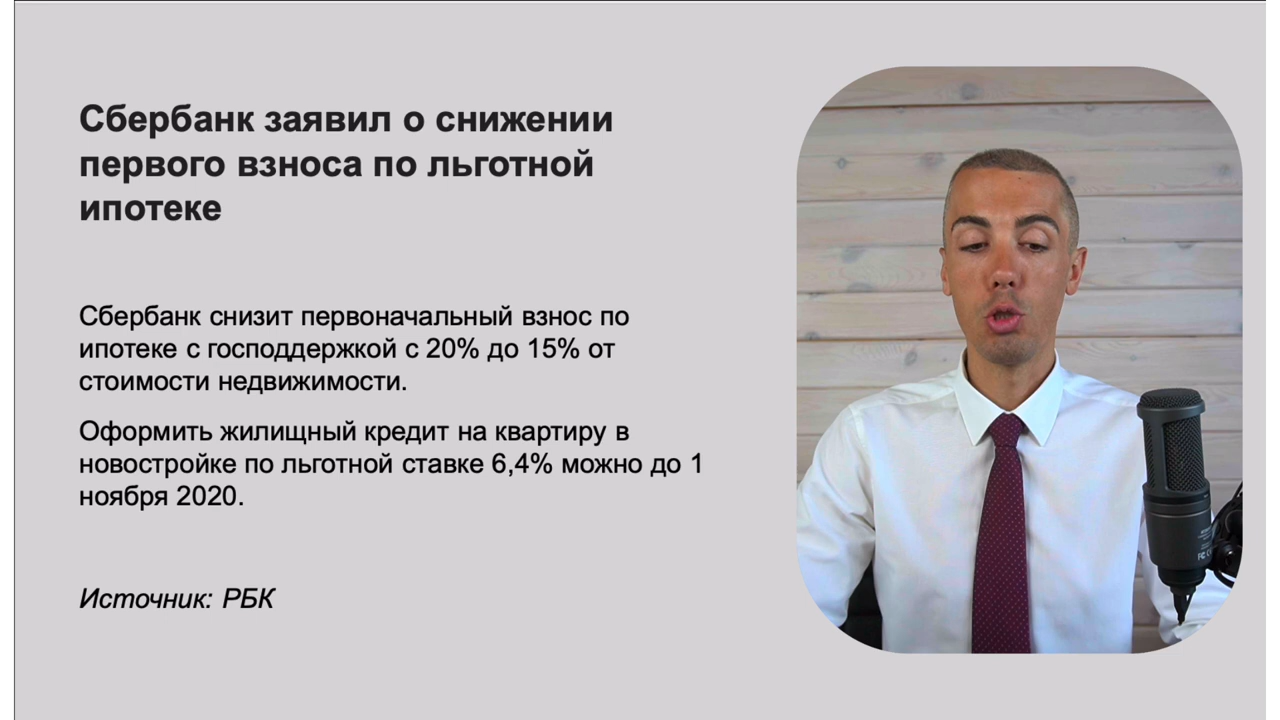 Сбербанк заявил о снижении
первого взноса по льготной
ипотеке
Сбербанк снизит первоначальный взнос по
ипотеке с господдержкой с 20% до 15% от
стоимости недвижимости.
Оформить жилищный кредит на квартиру в
новостройке по льготной ставке 6,4% можно до 1
ноября 2020.
Источник: РБК